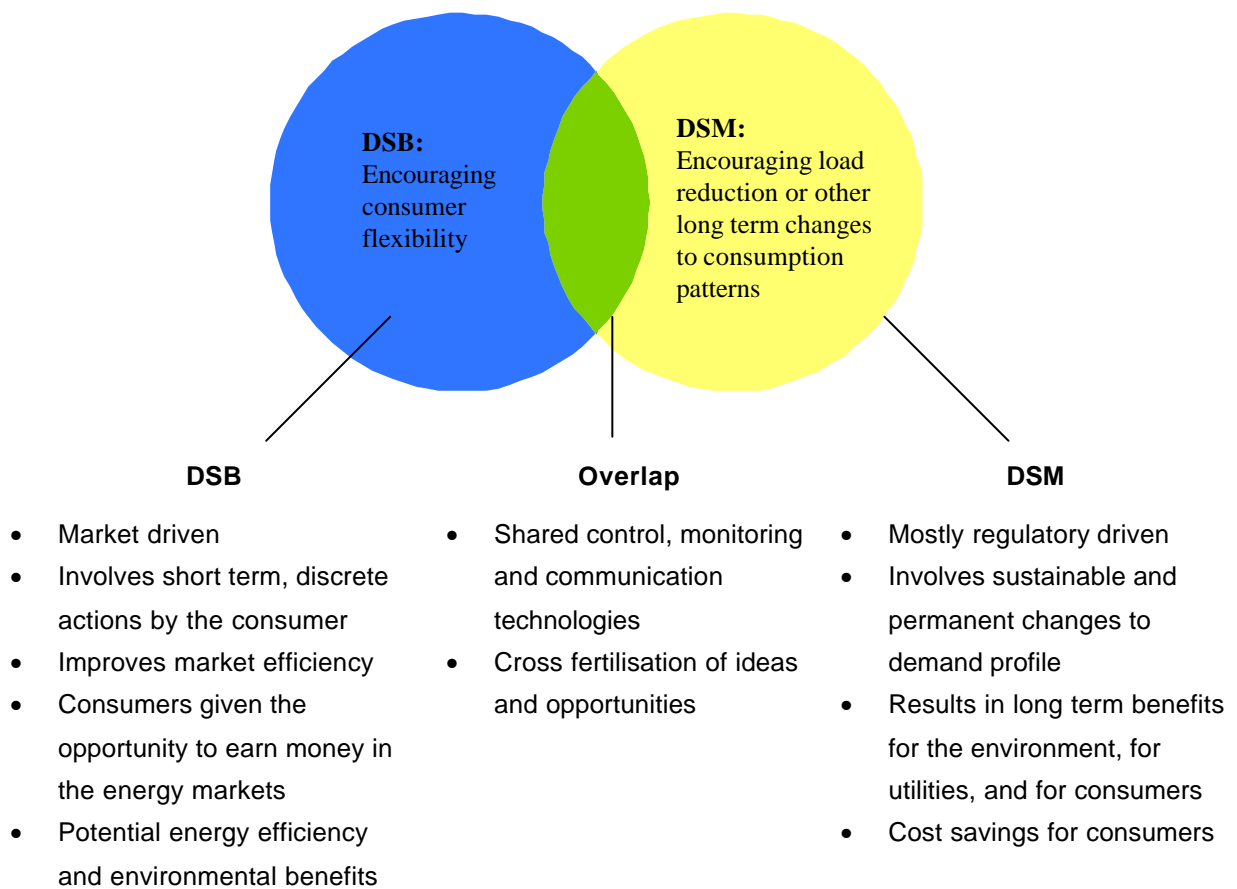 DSB:
Encouraging
consumer
flexibility
DSM:
Encouraging load
reduction or other
long term changes
to consumption
patterns
DSB
• Market driven
• Involves short term, discrete
actions by the consumer
• Improves market efficiency
• Consumers given the
opportunity to earn money in
the energy markets
• Potential energy efficiency
and environmental benefits
Overlap
• Shared control, monitoring
and communication
technologies
• Cross fertilisation of ideas
and opportunities
DSM
• Mostly regulatory driven
• Involves sustainable and
permanent changes to
demand profile
• Results in long term benefits
for the environment, for
utilities, and for consumers
• Cost savings for consumers